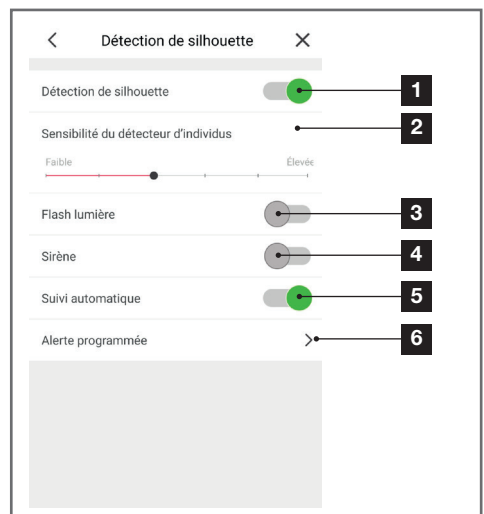 Détection de silhouette
Détection de silhouette
1
Sensibilité du détecteur d'individus
2
Faible
Élevée
Flash lumière
3
Sirène
4
Suivi automatique
5
Alerte programmée
6